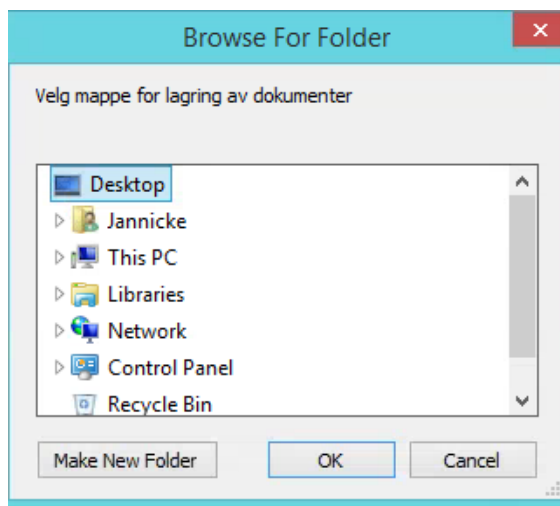 Browse For Folder
Velg mappe for lagring av dokumenter
Desktop
Jannicke
This PC
Libraries
Network
Control Panel
Recycle Bin
Make New Folder
OK
Cancel